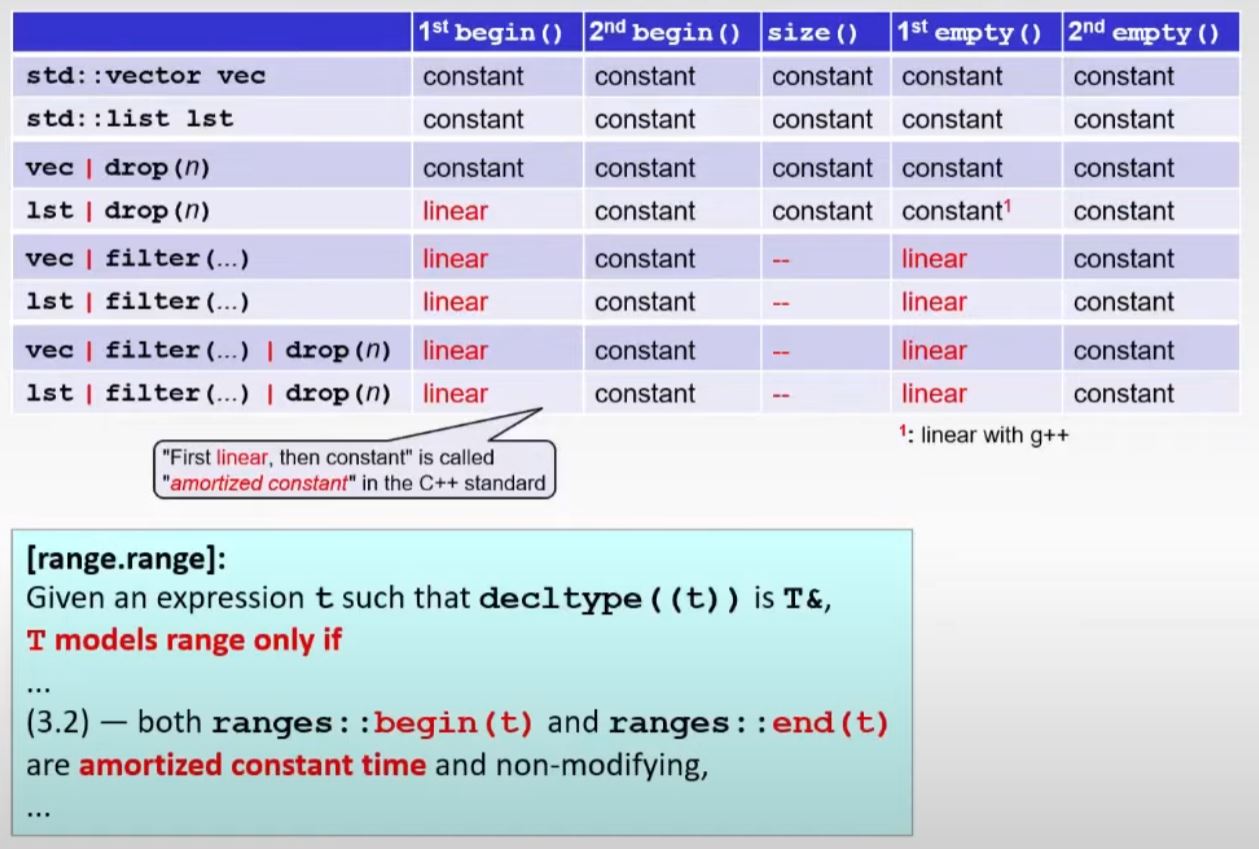 1st begin() 2nd begin() size() 1st empty() 2nd empty()
std::vector vec constant constant constant constant constant
std::list lst constant constant constant constant constant
vec | drop(n) constant constant constant constant constant
lst | drop(n) linear constant constant constant1 constant
vec | filter(...) linear constant -- linear constant
lst | filter(...) linear constant -- linear constant
vec | filter(...) | drop(n) linear constant -- linear constant
lst | filter(...) | drop(n) linear constant -- linear constant
1: linear with g++
"First linear, then constant" is called
"amortized constant" in the C++ standard
[range.range]:
Given an expression t such that decltype((t)) is T&,
T models range only if
...
(3.2) — both ranges::begin(t) and ranges::end(t)
are amortized constant time and non-modifying,
...